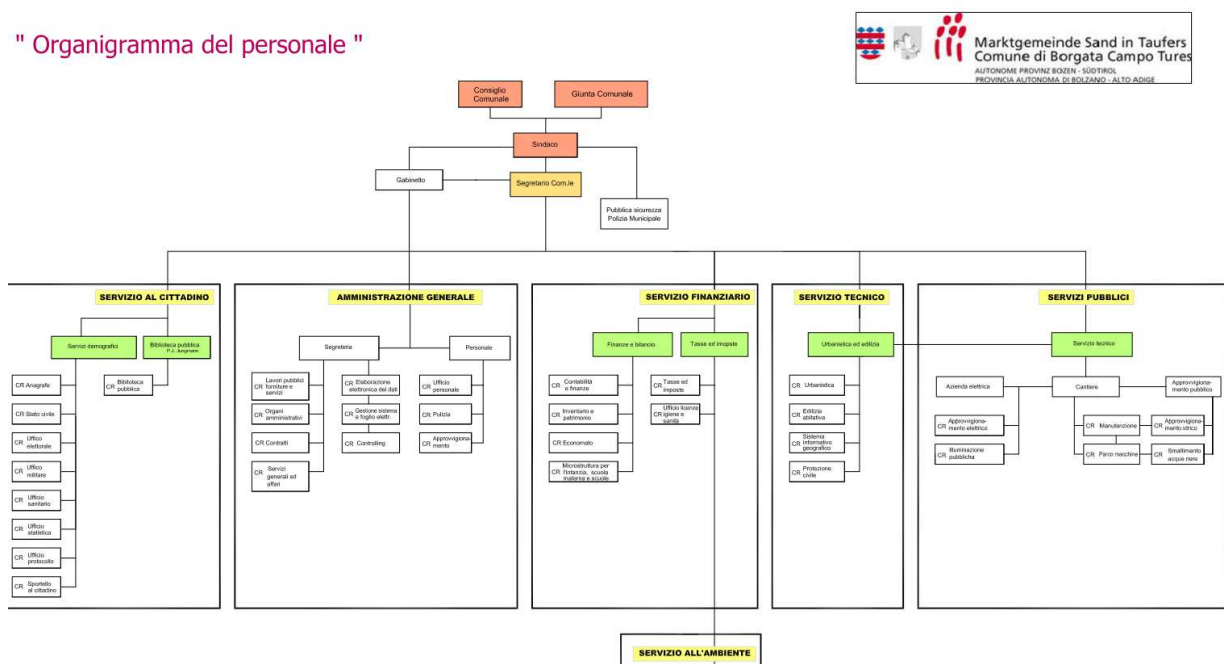 " Organigramma del personale "
Marktgemeinde Sand in Taufers
Comune di Borgata Campo Tures
AUTONOME PROVINZ BOZEN - SÜDTIROL
PROVINCIA AUTONOMA DI BOLZANO - ALTO ADIGE
Consiglio
Comunale
Giunta Comunale
Sindaco
Gabinetto
Segretario Com.le
Pubblica sicurezza
Polizia Municipale
SERVIZIO AL CITTADINO
Servizi demografici
Biblioteca pubblica
P.J. Jungmann
CR Anagrafe
CR Stato civile
CR Uffico
elettorale
CR Uffico
militare
CR Ufficio
sanitario
CR Ufficio
statistica
CR Ufficio
protocollo
CR Sportello
al cittadino
CR Biblioteca
pubblica
AMMINISTRAZIONE GENERALE
Segreteria
Personale
CR Lavori pubblici
forniture e
servizi
CR Organi
amministrativi
CR Contratti
CR Servizi
generali ed
affari
CR Elaborazione
elettronica dei dati
CR Gestione sistema
e foglio elettr.
CR Controlling
CR Ufficio
personale
CR Pulizia
CR Approvvigiona-
mento
SERVIZIO FINANZIARIO
Finanze e bilancio
Tasse ed imopste
CR Contabilità
e finanze
CR Inventario e
patrimonio
CR Economato
CR Microstruttura per
l'infanzia, scuola
materna e scuole
CR Tasse ed
imposte
CR Ufficio licenze
igiene e
sanità
SERVIZIO TECNICO
Urbanistica ed edilizia
CR Urbanistica
CR Edilizia
abitativa
CR Sistema
informativo
geografico
CR Protezione
civile
SERVIZI PUBBLICI
Servizio tecnico
Azienda elettrica
Cantiere
Approvvigio-
namento pubblico
CR Approvvigiona-
mento elettrico
CR Illuminazione
pubblicha
CR Manutenzione
CR Parco macchine
CR Approvvigiona-
mento idrico
CR Smaltimento
acque nere
SERVIZIO ALL'AMBIENTE